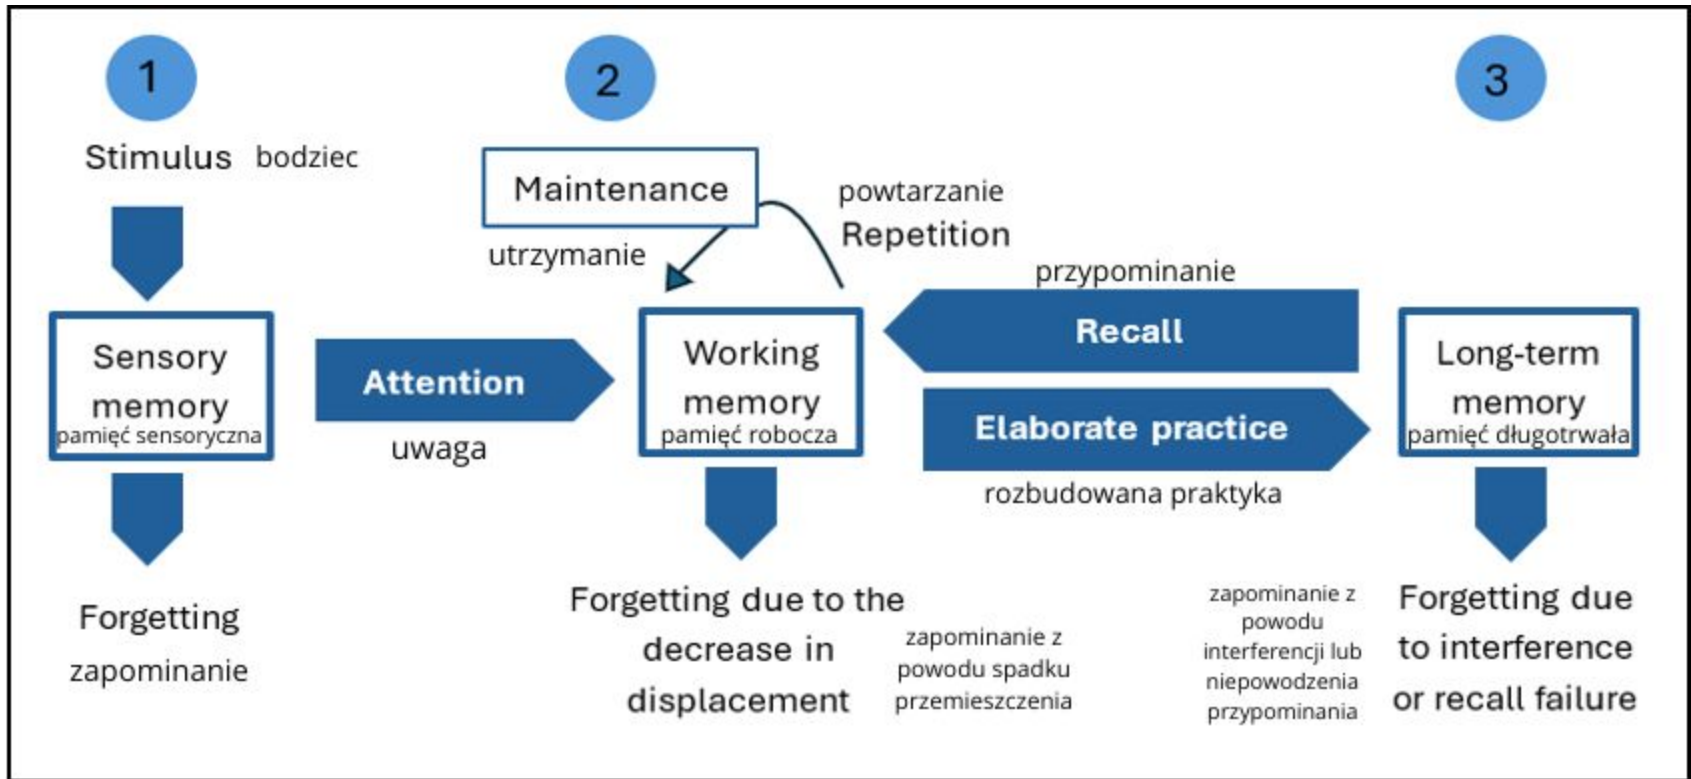 1
Stimulus bodziec
Sensory
memory
pamięć sensoryczna
Forgetting
zapominanie
Attention
uwaga
2
Maintenance
utrzymanie
powtarzanie
Repetition
Working
memory
pamięć robocza
Forgetting due to the
decrease in
displacement
zapominanie z
powodu spadku
przemieszczenia
przypominanie
Recall
Elaborate practice
rozbudowana praktyka
3
Long-term
memory
pamięć długotrwała
zapominanie z
powodu
interferencji lub
niepowodzenia
przypominania
Forgetting due
to interference
or recall failure